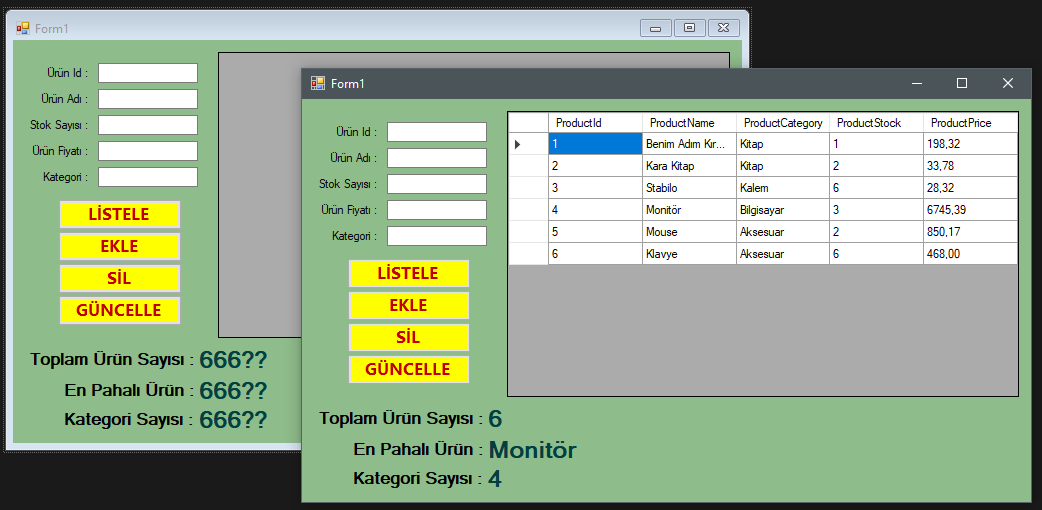 Form1
Ürün Id :
Ürün Adı :
Stok Sayısı :
Ürün Fiyatı :
Kategori :
LİSTELE
EKLE
SİL
GÜNCELLE
Toplam Ürün Sayısı : 666??
En Pahalı Ürün : 666??
Kategori Sayısı : 666??
Form1
Ürün Id :
Ürün Adı :
Stok Sayısı :
Ürün Fiyatı :
Kategori :
LİSTELE
EKLE
SİL
GÜNCELLE
ProductId ProductName ProductCategory ProductStock ProductPrice
1 Benim Adım Kır... Kitap 1 198,32
2 Kara Kitap Kitap 2 33,78
3 Stabilo Kalem 6 28,32
4 Monitör Bilgisayar 3 6745,39
5 Mouse Aksesuar 2 850,17
6 Klavye Aksesuar 6 468,00
Toplam Ürün Sayısı : 6
En Pahalı Ürün : Monitör
Kategori Sayısı : 4